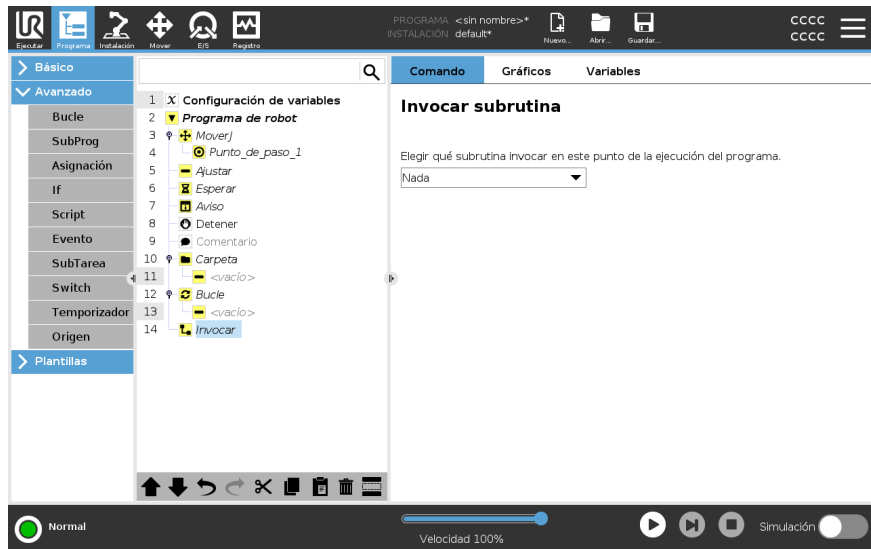 Ejecutar
Programa
Instalación
Mover
E/S
Registro
PROGRAMA <sin nombre>*
INSTALACIÓN default*
Nuevo...
Abrir...
Guardar...
CCCC
CCCC
Básico
Avanzado
Bucle
SubProg
Asignación
If
Script
Evento
SubTarea
Switch
Temporizador
Origen
Plantillas
1 X Configuración de variables
2 Programa de robot
3 MoverJ
4 Punto_de_paso_1
5 Ajustar
6 Esperar
7 Aviso
8 Detener
9 Comentario
10 Carpeta
11 <vacío>
12 Bucle
13 <vacío>
14 Invocar
Comando Gráficos Variables
Invocar subrutina
Elegir qué subrutina invocar en este punto de la ejecución del programa.
Nada
Normal
Velocidad 100%
Simulación